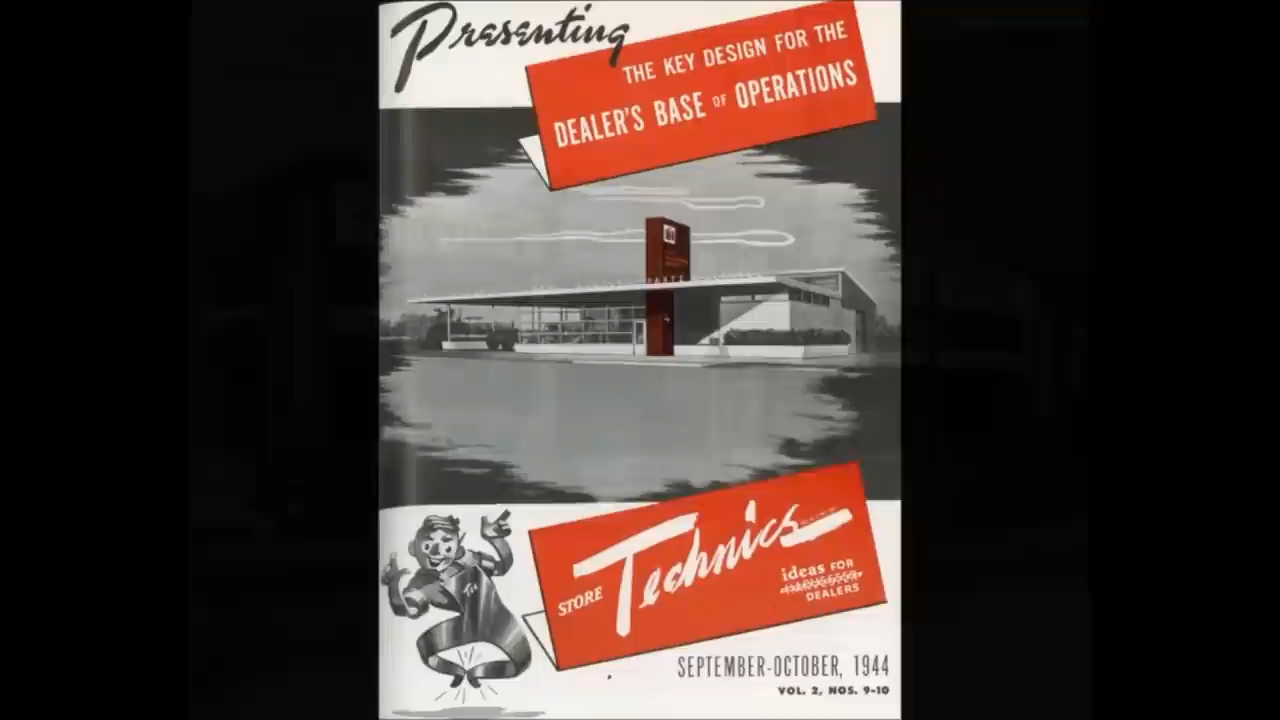 Presenting
THE KEY DESIGN FOR THE
DEALER'S BASE OF OPERATIONS
STORE Technics
ideas FOR
DEALERS
SEPTEMBER-OCTOBER, 1944
VOL. 2, NOS. 9-10